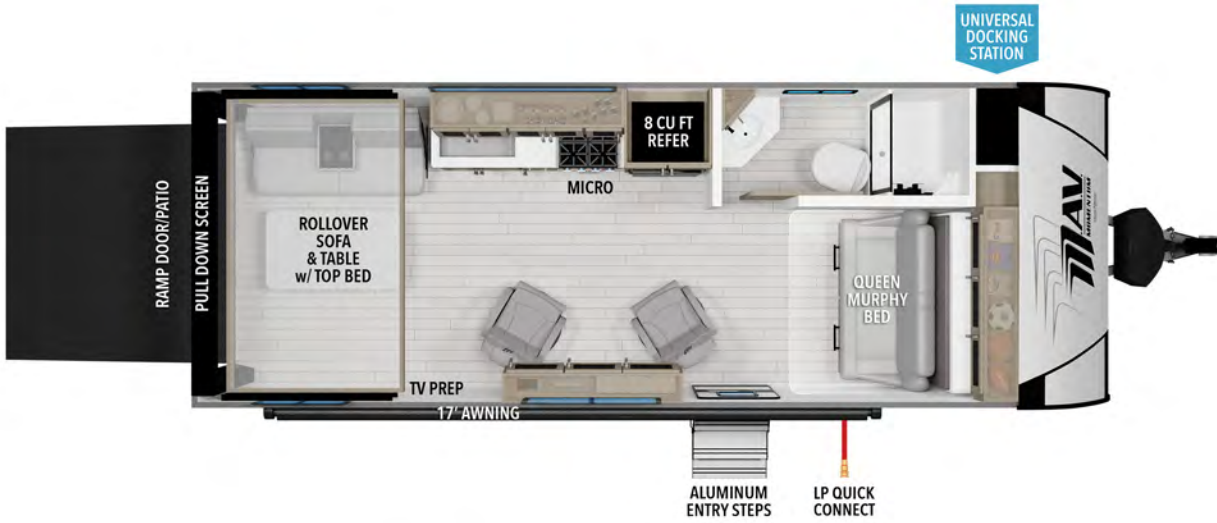 UNIVERSAL
DOCKING
STATION
8 CU FT
REFER
MICRO
RAMP DOOR/PATIO
PULL DOWN SCREEN
ROLLOVER
SOFA
& TABLE
w/ TOP BED
QUEEN
MURPHY
BED
M.A.V.
MOMENTUM
TV PREP
17' AWNING
ALUMINUM
ENTRY STEPS
LP QUICK
CONNECT